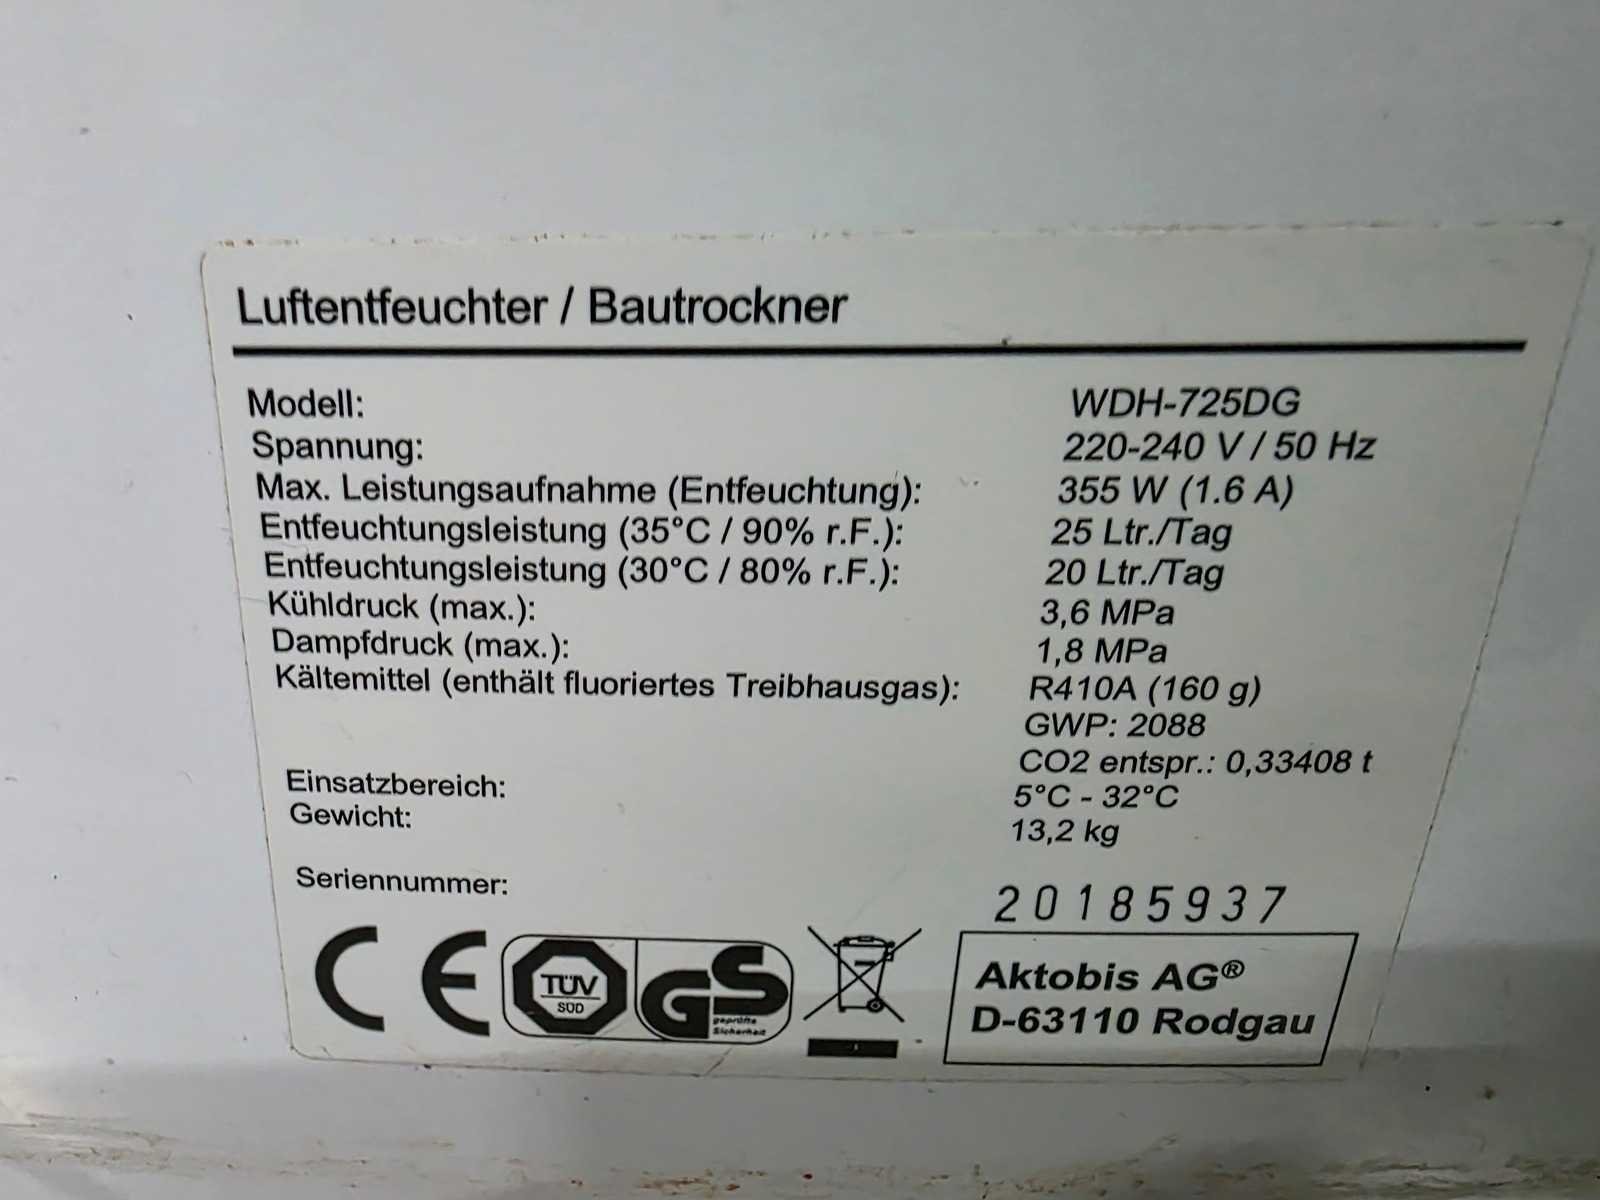 Luftentfeuchter / Bautrockner
Modell: WDH-725DG
Spannung: 220-240 V / 50 Hz
Max. Leistungsaufnahme (Entfeuchtung): 355 W (1.6 A)
Entfeuchtungsleistung (35°C / 90% r.F.): 25 Ltr./Tag
Entfeuchtungsleistung (30°C / 80% r.F.): 20 Ltr./Tag
Kühldruck (max.): 3,6 MPa
Dampfdruck (max.): 1,8 MPa
Kältemittel (enthält fluoriertes Treibhausgas): R410A (160 g)
GWP: 2088
CO2 entspr.: 0,33408 t
Einsatzbereich: 5°C - 32°C
Gewicht: 13,2 kg
Seriennummer: 20185937
CE
TÜV
SÜD
GS
geprüfte
Sicherheit
Aktobis AG®
D-63110 Rodgau